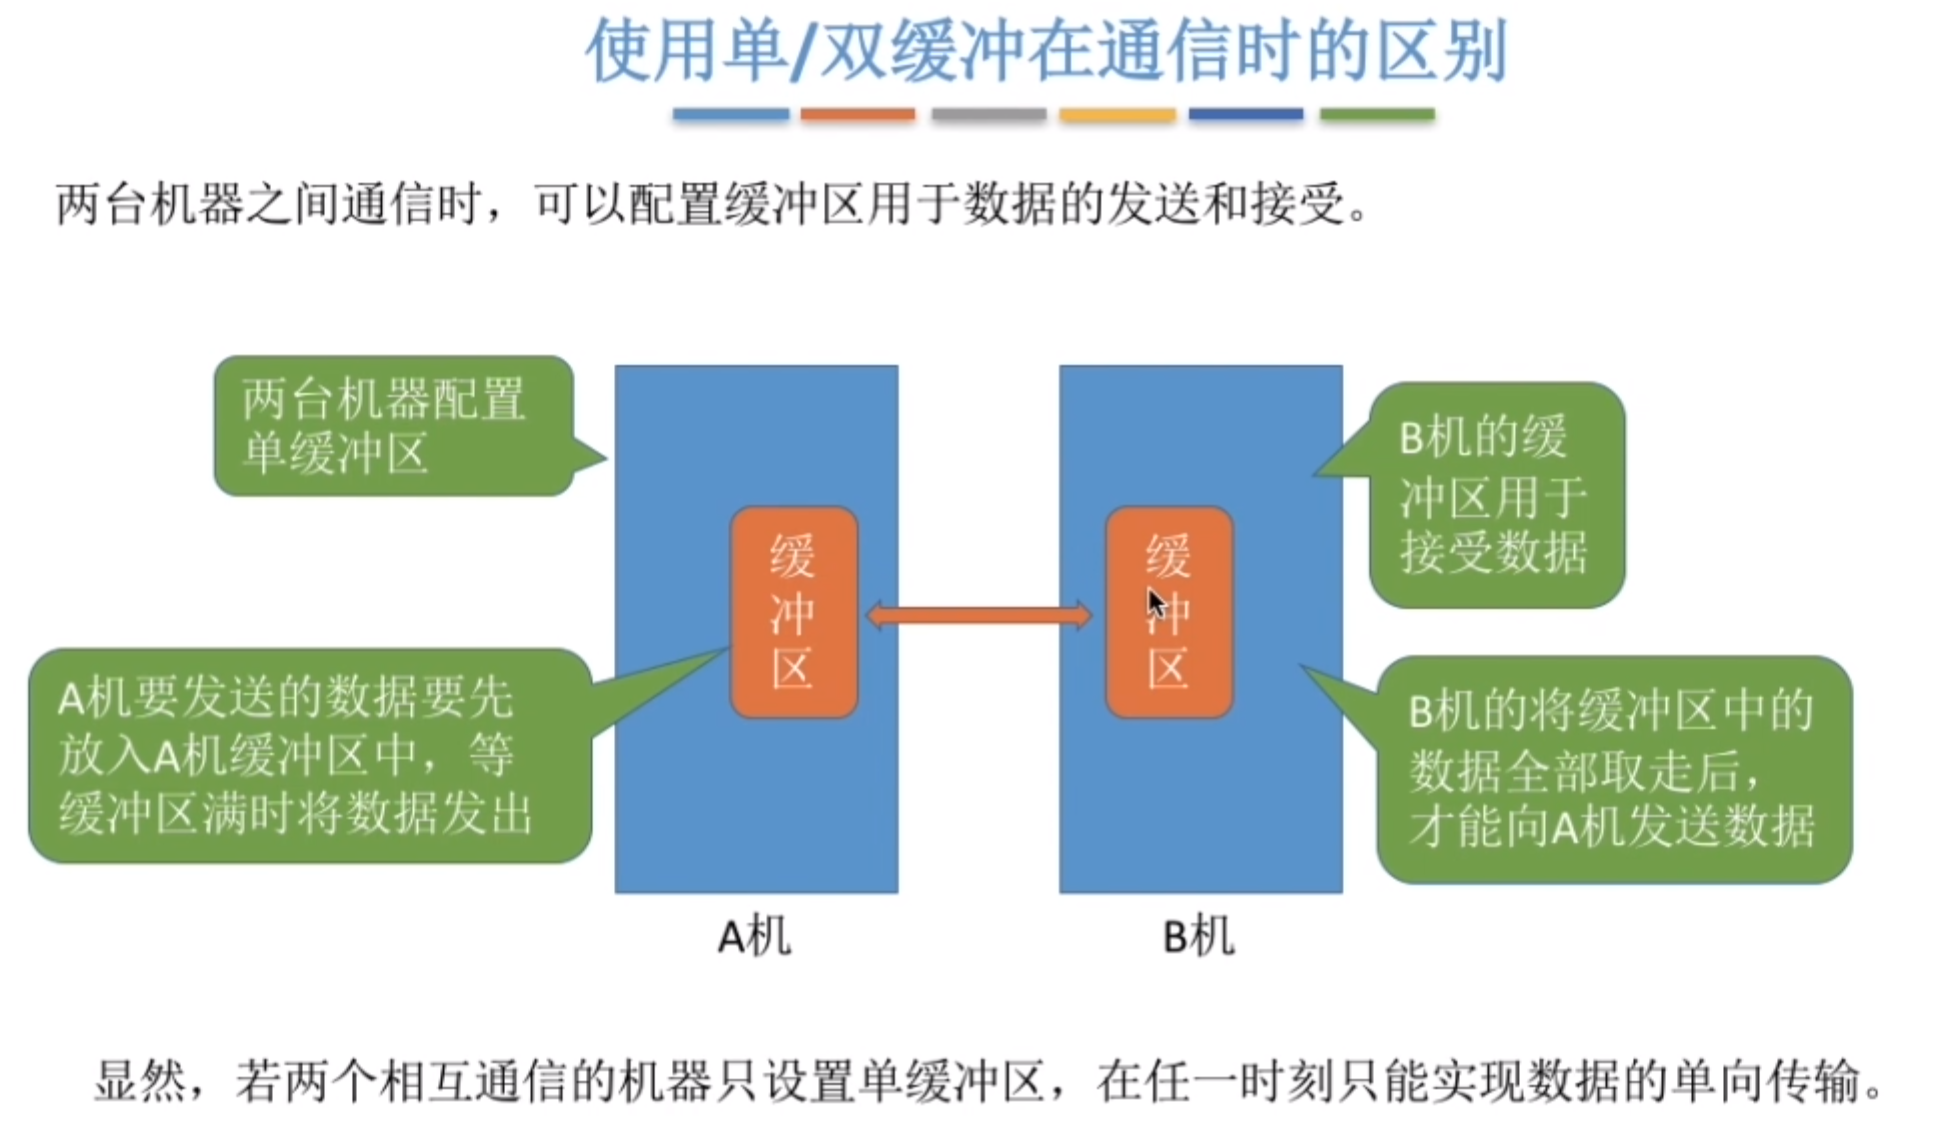 使用单/双缓冲在通信时的区别
两台机器之间通信时，可以配置缓冲区用于数据的发送和接受。
两台机器配置
单缓冲区
B机的缓
冲区用于
接受数据
缓
冲
区
缓
冲
区
A机要发送的数据要先
放入A机缓冲区中，等
缓冲区满时将数据发出
B机的将缓冲区中的
数据全部取走后，
才能向A机发送数据
A机
B机
显然，若两个相互通信的机器只设置单缓冲区，在任一时刻只能实现数据的单向传输。